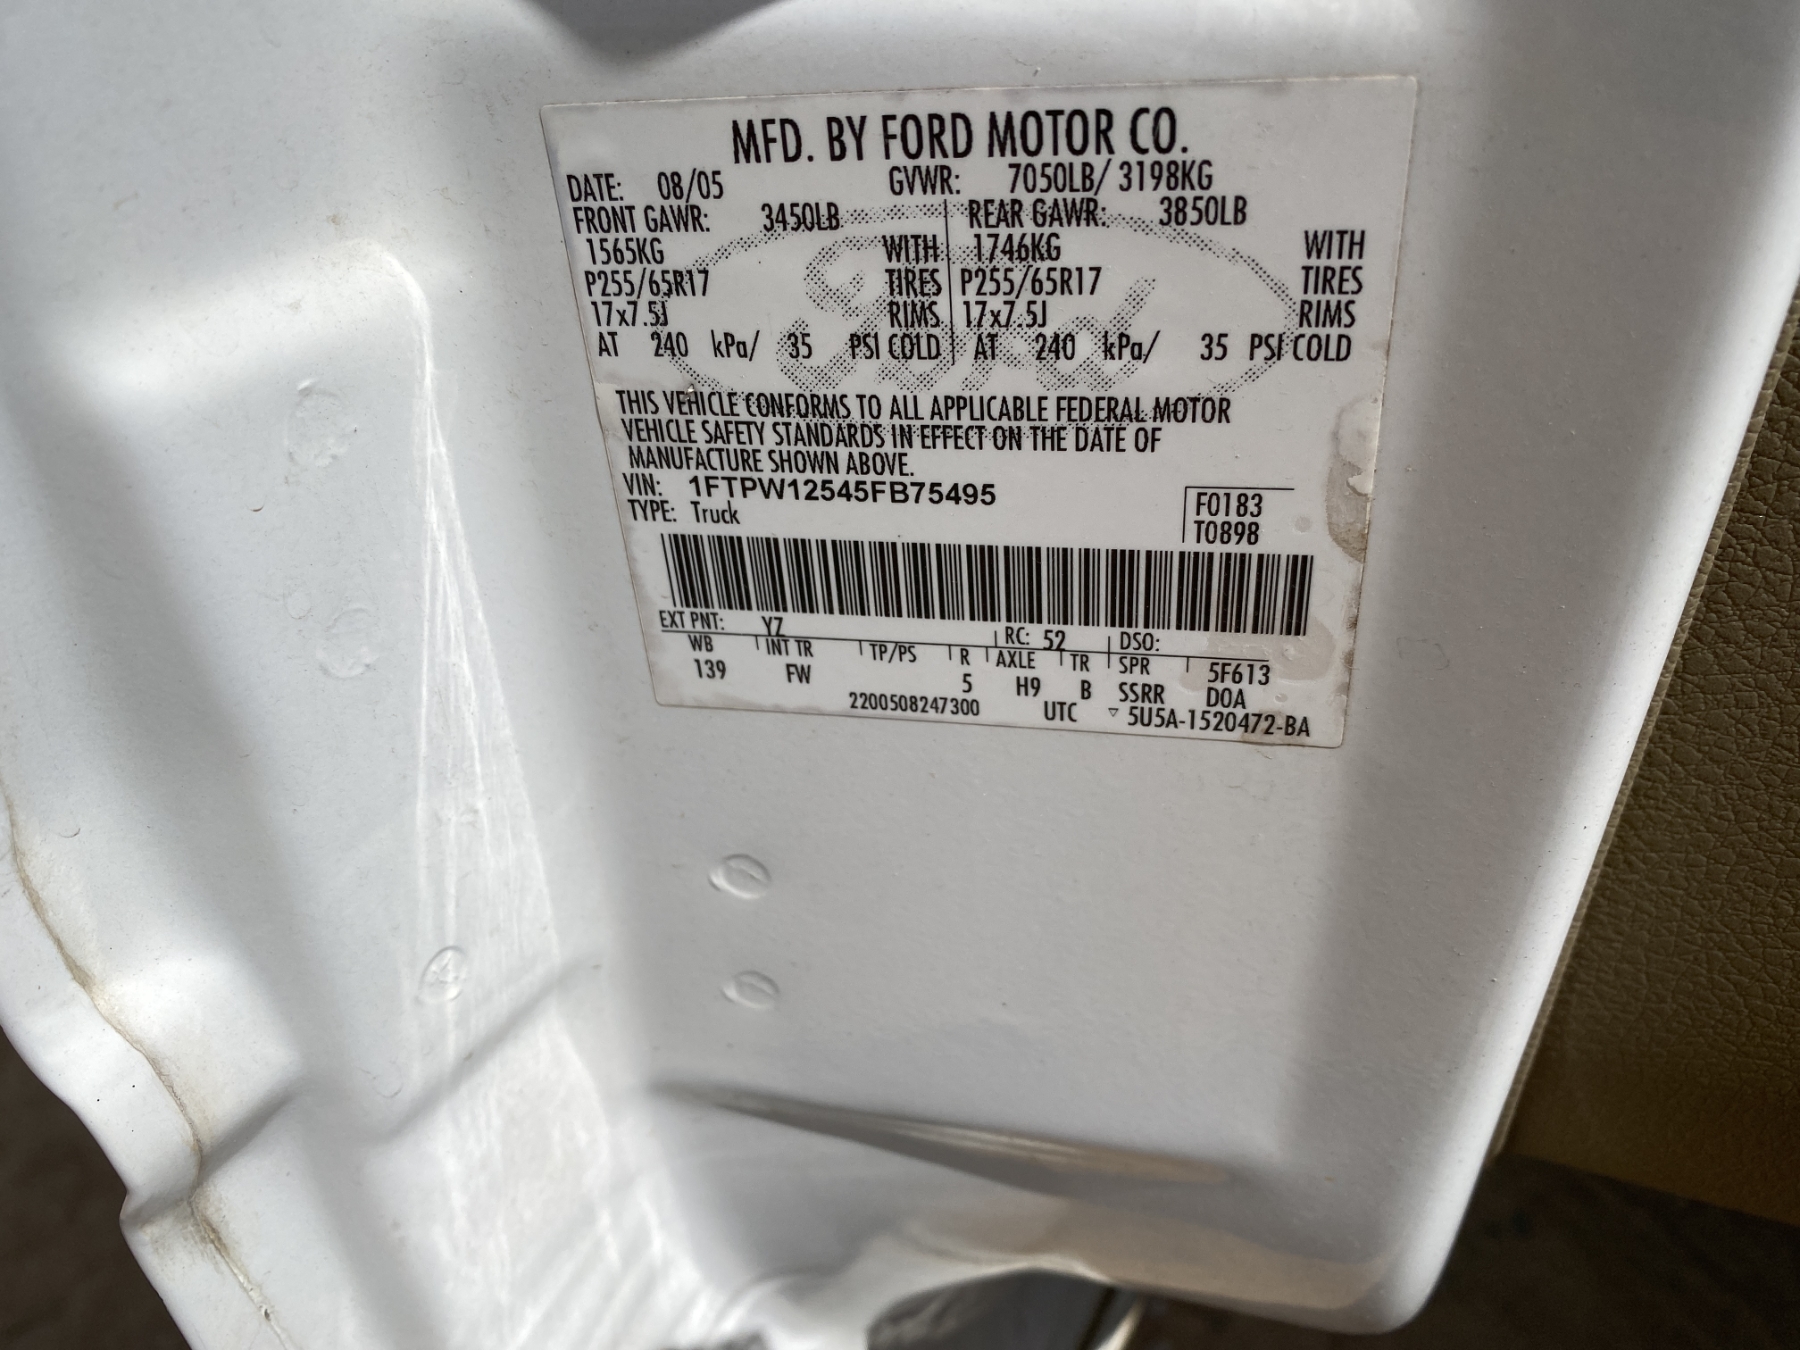 MFD. BY FORD MOTOR CO.
DATE: 08/05 GVWR: 7050LB/ 3198KG
FRONT GAWR: 3450LB REAR GAWR: 3850LB
1565KG WITH 1746KG WITH
P255/65R17 TIRES P255/65R17 TIRES
17x7.5J RIMS 17x7.5J RIMS
AT 240 kPa/ 35 PSI COLD AT 240 kPa/ 35 PSI COLD
Ford
THIS VEHICLE CONFORMS TO ALL APPLICABLE FEDERAL MOTOR
VEHICLE SAFETY STANDARDS IN EFFECT ON THE DATE OF
MANUFACTURE SHOWN ABOVE.
VIN: 1FTPW12545FB75495 F0183
TYPE: Truck T0898
EXT PNT: YZ RC: 52 DSO:
WB INT TR TP/PS R AXLE TR SPR 5F613
139 FW 5 H9 B SSRR DOA
2200508247300 UTC ▽ 5U5A-1520472-BA